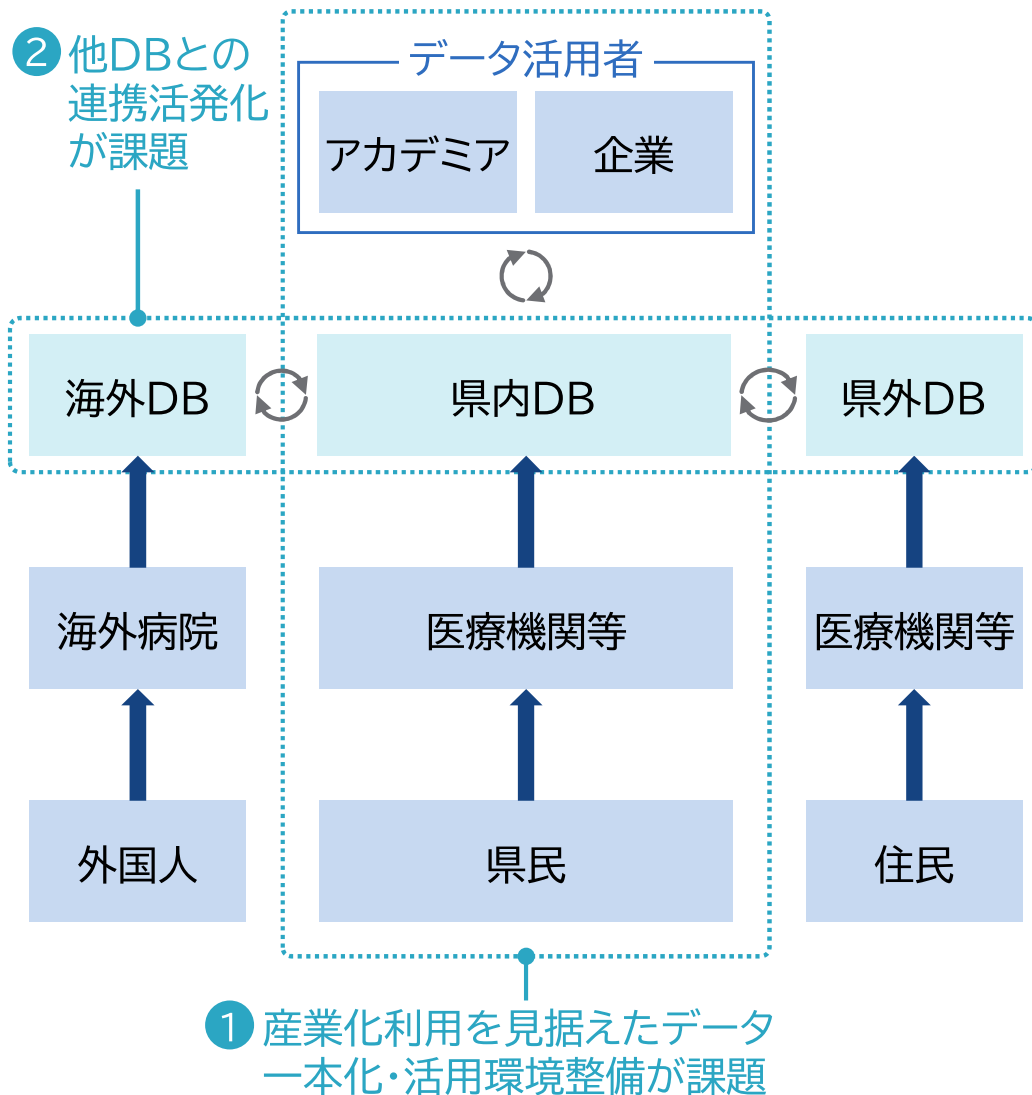 ❷ 他DBとの
連携活発化
が課題
データ活用者
アカデミア
企業
海外DB
県内DB
県外DB
海外病院
医療機関等
医療機関等
外国人
県民
住民
❶ 産業化利用を見据えたデータ
一本化・活用環境整備が課題